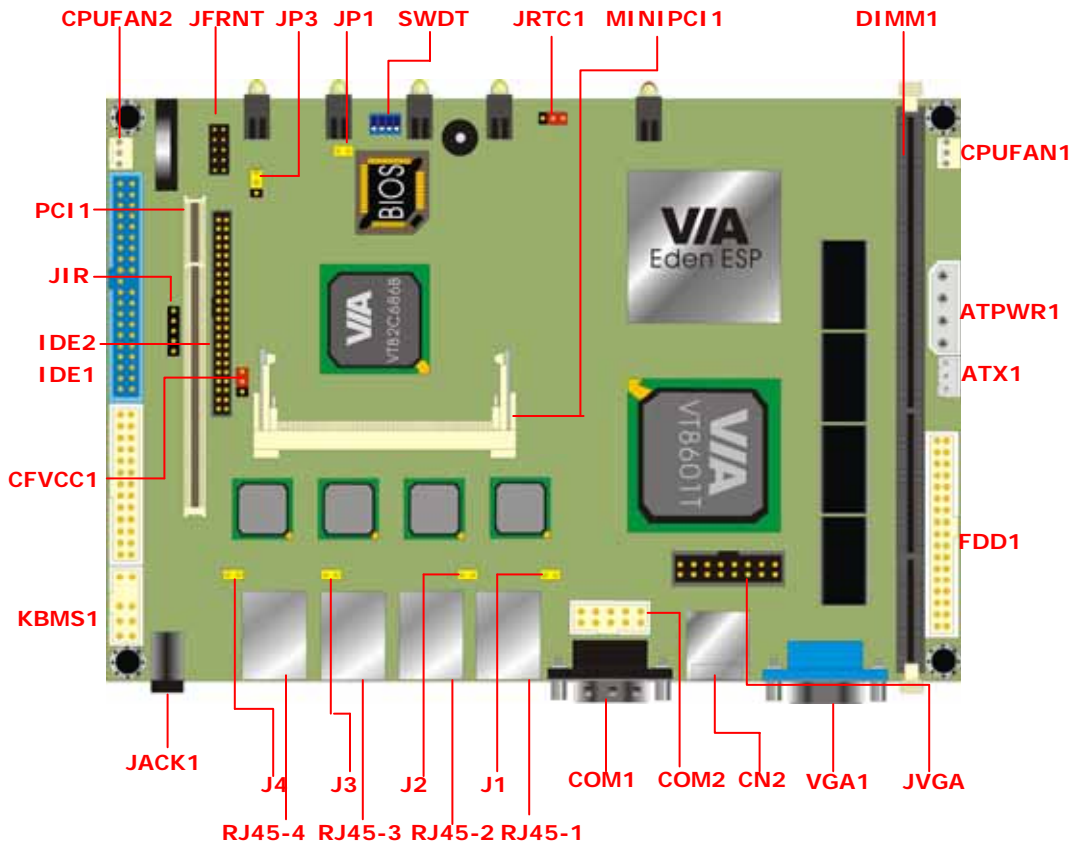 CPUFAN2 JFRNT JP3 JP1 SWDT JRTC1 MINIPCI1 DIMM1
CPUFAN1
BIOS
PCI1
VIA
Eden ESP
JIR
ATPWR1
VIA
VT82C686B
IDE2
IDE1
ATX1
VIA
VT8601T
CFVCC1
FDD1
KBMS1
JACK1
J4 J3 J2 J1 COM1 COM2 CN2 VGA1 JVGA
RJ45-4 RJ45-3 RJ45-2 RJ45-1